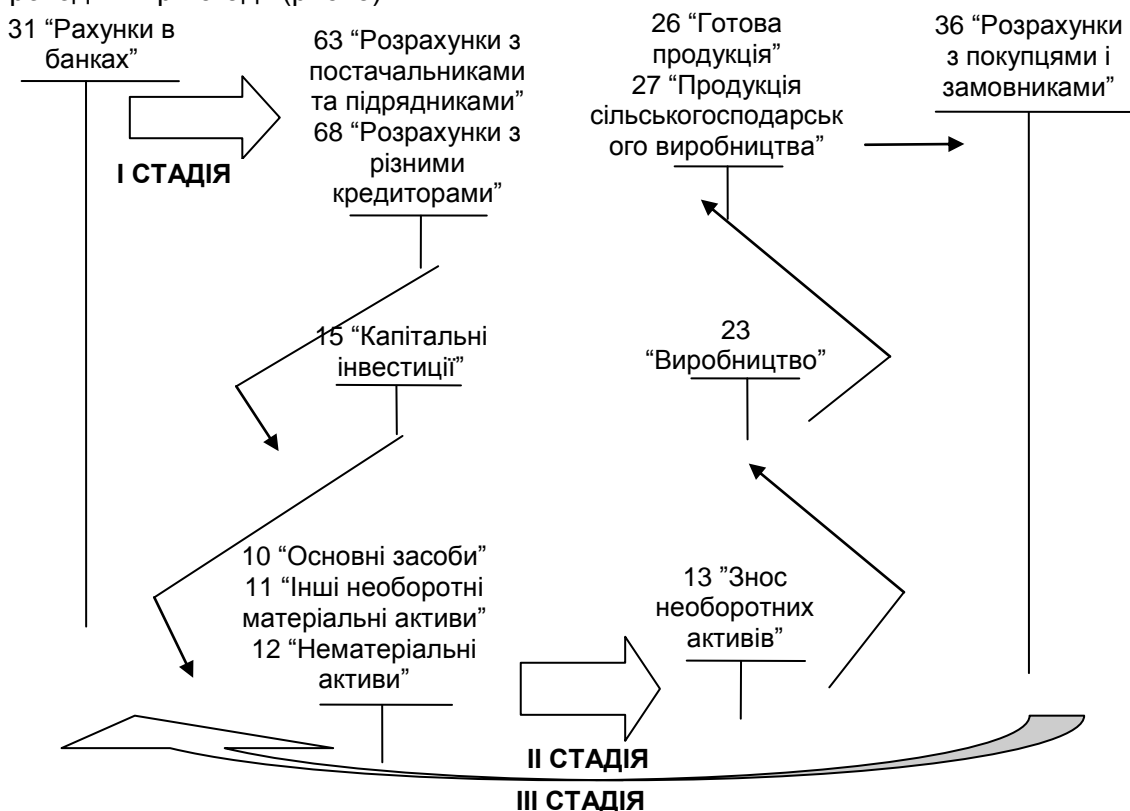 31 “Рахунки в
банках”
63 “Розрахунки з
постачальниками
та підрядниками”
68 “Розрахунки з
різними
кредиторами”
26 “Готова
продукція”
27 “Продукція
сільськогосподарськ
ого виробництва”
36 “Розрахунки
з покупцями і
замовниками”
І СТАДІЯ
15 “Капітальні
інвестиції”
23
“Виробництво”
10 “Основні засоби”
11 “Інші необоротні
матеріальні активи”
12 “Нематеріальні
активи”
13 ”Знос
необоротних
активів”
ІІ СТАДІЯ
ІІІ СТАДІЯ